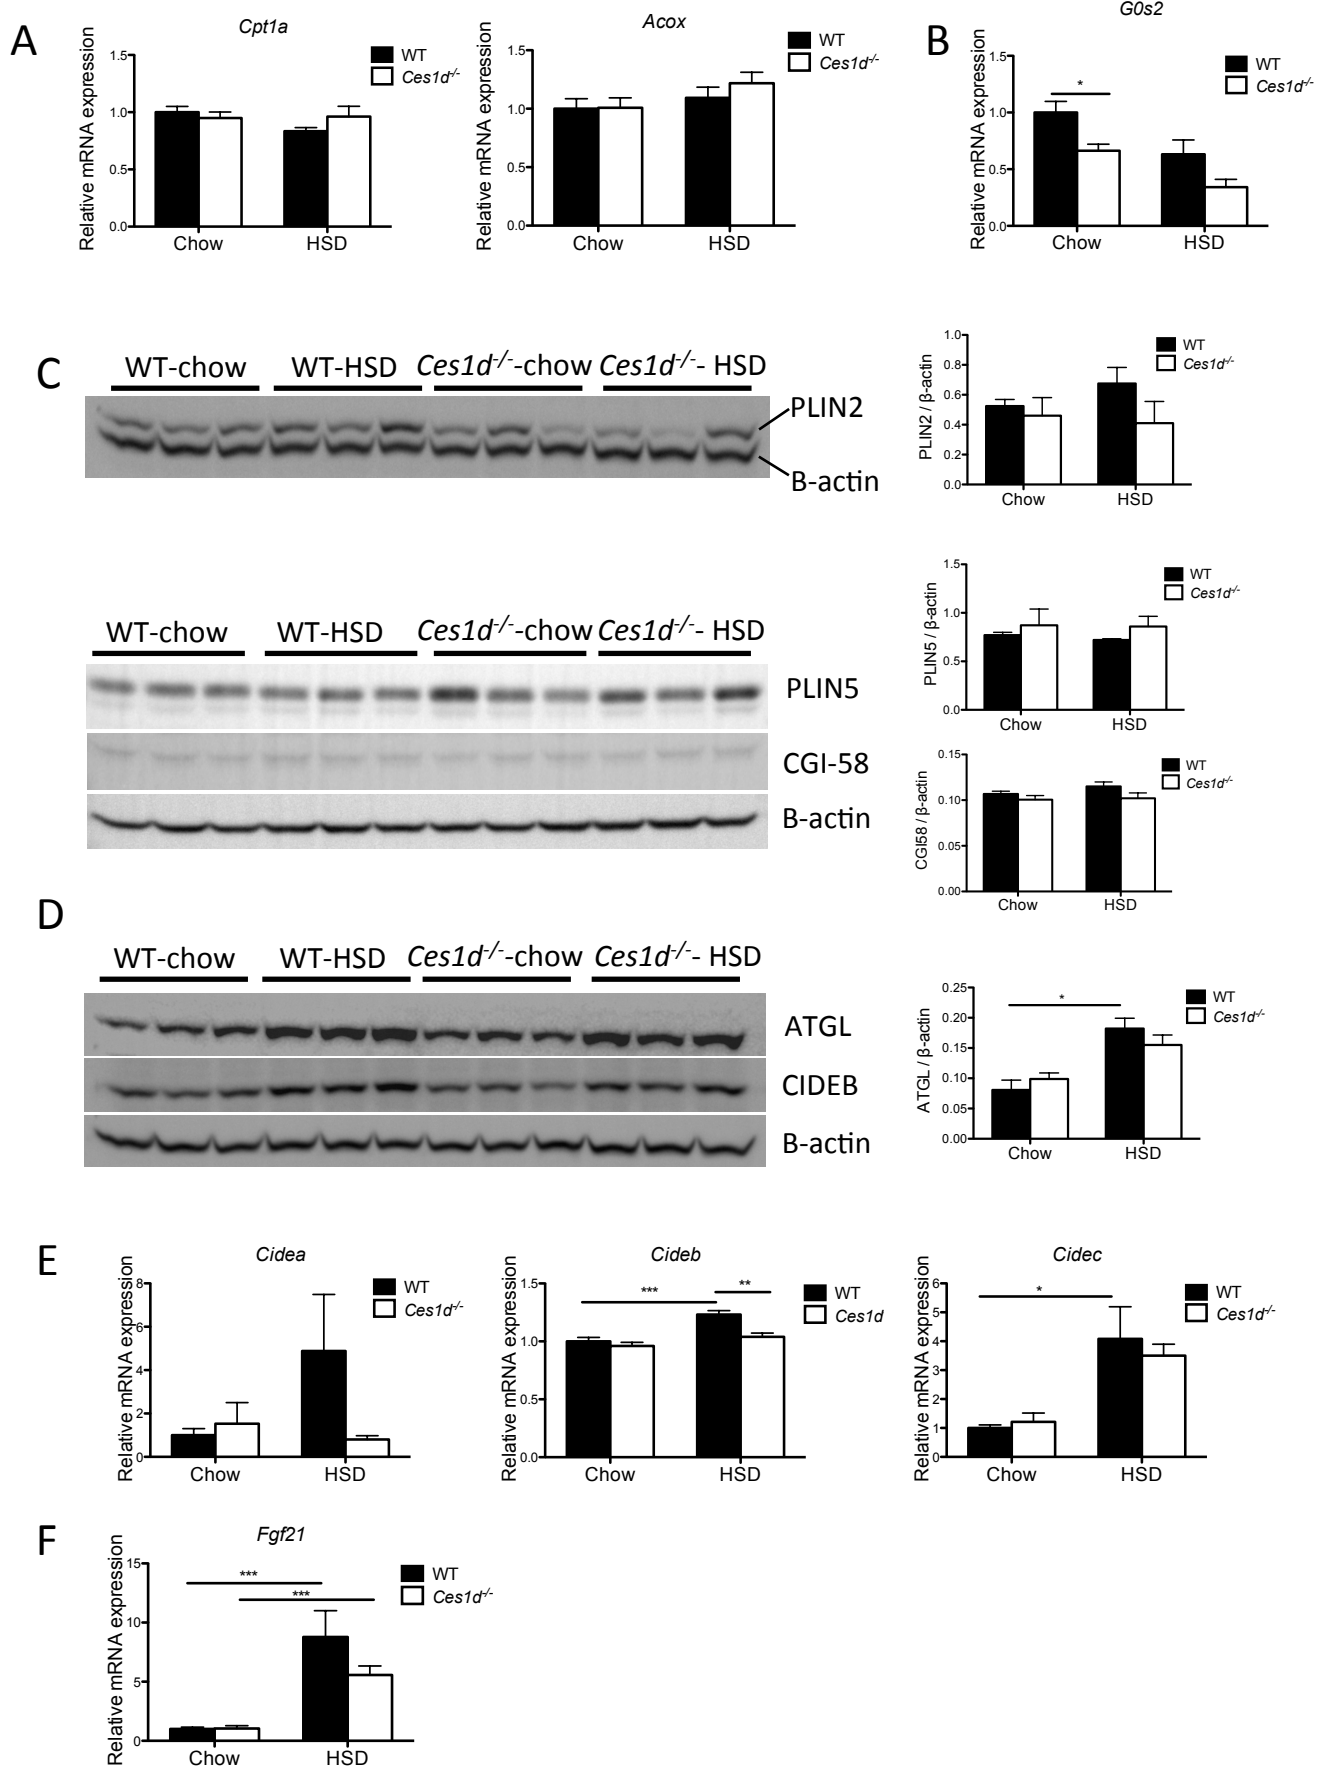 A
Cpt1a
Relative mRNA expression
1.5
1.0
0.5
0.0
Chow
HSD
WT
Ces1d-/-
Acox
Relative mRNA expression
1.5
1.0
0.5
0.0
Chow
HSD
WT
Ces1d-/-
B
G0s2
Relative mRNA expression
1.5
1.0
0.5
0.0
*
Chow
HSD
WT
Ces1d-/-
C
WT-chow
WT-HSD
Ces1d-/--chow
Ces1d-/-- HSD
PLIN2
B-actin
PLIN2 / β-actin
1.0
0.8
0.6
0.4
0.2
0.0
Chow
HSD
WT
Ces1d-/-
WT-chow
WT-HSD
Ces1d-/--chow
Ces1d-/-- HSD
PLIN5
CGI-58
B-actin
PLIN5 / β-actin
1.5
1.0
0.5
0.0
Chow
HSD
WT
Ces1d-/-
CGI58 / β-actin
0.15
0.10
0.05
0.00
Chow
HSD
WT
Ces1d-/-
D
WT-chow
WT-HSD
Ces1d-/--chow
Ces1d-/-- HSD
ATGL
CIDEB
B-actin
ATGL / β-actin
0.25
0.20
0.15
0.10
0.05
0.00
*
Chow
HSD
WT
Ces1d-/-
E
Cidea
Relative mRNA expression
8
6
4
2
0
Chow
HSD
WT
Ces1d-/-
Cideb
Relative mRNA expression
1.5
1.0
0.5
0.0
***
**
Chow
HSD
WT
Ces1d
Cidec
Relative mRNA expression
6
5
4
3
2
1
0
*
Chow
HSD
WT
Ces1d-/-
F
Fgf21
Relative mRNA expression
15
10
5
0
***
***
Chow
HSD
WT
Ces1d-/-